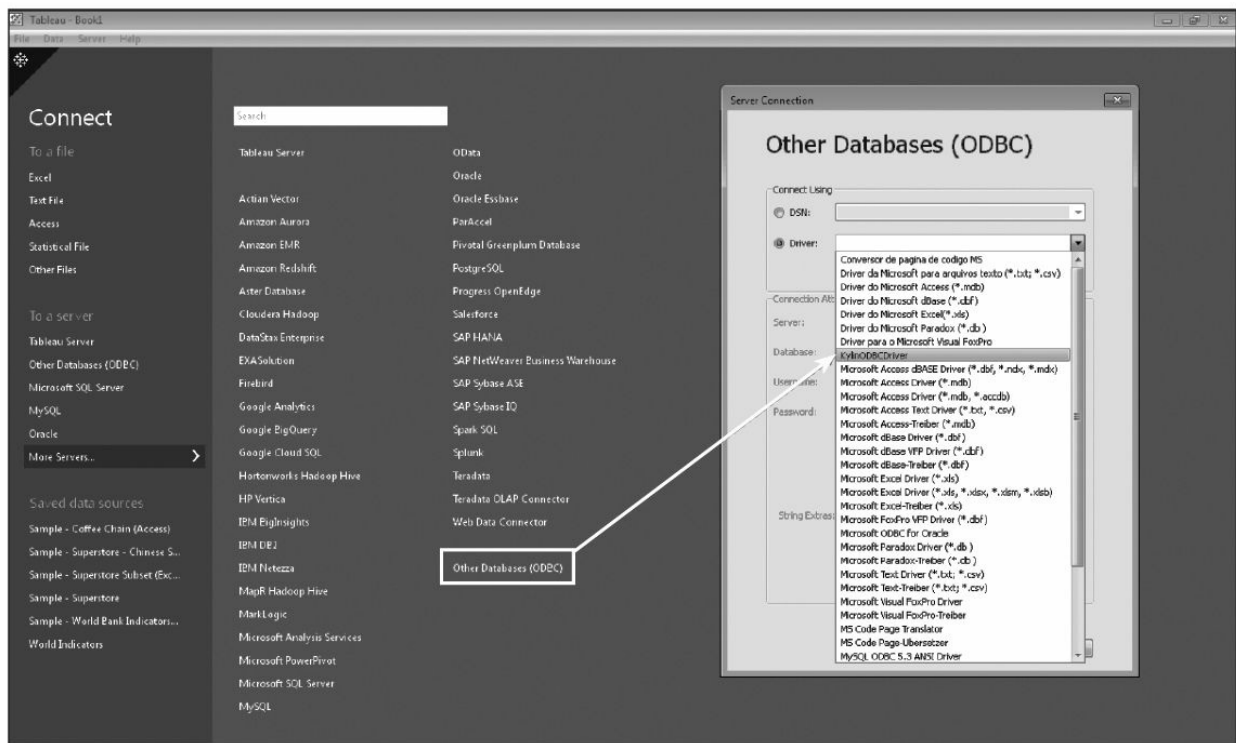 Tableau - Book1
File Data Server Help
Connect
To a file
Excel
Text File
Access
Statistical File
Other Files
To a server
Tableau Server
Other Databases (ODBC)
Microsoft SQL Server
MySQL
Oracle
More Servers...
Saved data sources
Sample - Coffee Chain (Access)
Sample - Superstore - Chinese S...
Sample - Superstore Subset (Exc...
Sample - Superstore
Sample - World Bank Indicators...
World Indicators
Search
Tableau Server
Actian Vector
Amazon Aurora
Amazon EMR
Amazon Redshift
Aster Database
Cloudera Hadoop
DataStax Enterprise
EXASolution
Firebird
Google Analytics
Google BigQuery
Google Cloud SQL
Hortonworks Hadoop Hive
HP Vertica
IBM BigInsights
IBM DB2
IBM Netezza
MapR Hadoop Hive
MarkLogic
Microsoft Analysis Services
Microsoft PowerPivot
Microsoft SQL Server
MySQL
OData
Oracle
Oracle Essbase
ParAccel
Pivotal Greenplum Database
PostgreSQL
Progress OpenEdge
Salesforce
SAP HANA
SAP NetWeaver Business Warehouse
SAP Sybase ASE
SAP Sybase IQ
Spark SQL
Splunk
Teradata
Teradata OLAP Connector
Web Data Connector
Other Databases (ODBC)
Server Connection
Other Databases (ODBC)
Connect Using
DSN:
Driver:
Connection Att
Server:
Database:
Username:
Password:
String Extras:
Conversor de pagina de codigo MS
Driver da Microsoft para arquivos texto (*.txt; *.csv)
Driver do Microsoft Access (*.mdb)
Driver do Microsoft dBase (*.dbf)
Driver do Microsoft Excel(*.xls)
Driver do Microsoft Paradox (*.db )
Driver para o Microsoft Visual FoxPro
KylinODBCDriver
Microsoft Access dBASE Driver (*.dbf, *.ndx, *.mdx)
Microsoft Access Driver (*.mdb)
Microsoft Access Driver (*.mdb, *.accdb)
Microsoft Access Text Driver (*.txt, *.csv)
Microsoft Access-Treiber (*.mdb)
Microsoft dBase Driver (*.dbf)
Microsoft dBase VFP Driver (*.dbf)
Microsoft dBase-Treiber (*.dbf)
Microsoft Excel Driver (*.xls)
Microsoft Excel Driver (*.xls, *.xlsx, *.xlsm, *.xlsb)
Microsoft Excel-Treiber (*.xls)
Microsoft FoxPro VFP Driver (*.dbf)
Microsoft ODBC for Oracle
Microsoft Paradox Driver (*.db )
Microsoft Paradox-Treiber (*.db )
Microsoft Text Driver (*.txt; *.csv)
Microsoft Text-Treiber (*.txt; *.csv)
Microsoft Visual FoxPro Driver
Microsoft Visual FoxPro-Treiber
MS Code Page Translator
MS Code Page-Ubersetzer
MySQL ODBC 5.3 ANSI Driver